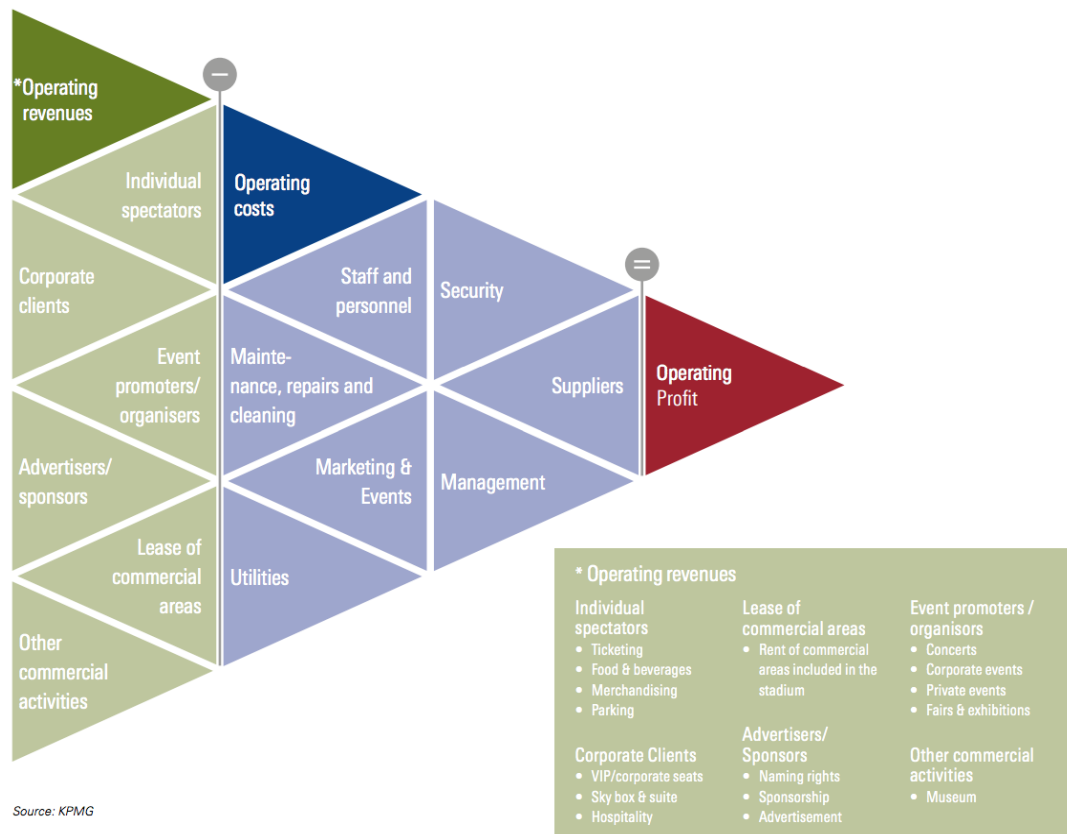 *Operating
revenues
Individual
spectators
Corporate
clients
Event
promoters/
organisers
Advertisers/
sponsors
Lease of
commercial
areas
Other
commercial
activities
−
Operating
costs
Staff and
personnel
Security
Mainte-
nance, repairs and
cleaning
Suppliers
Marketing &
Events
Management
Utilities
=
Operating
Profit
* Operating revenues
Individual
spectators
• Ticketing
• Food & beverages
• Merchandising
• Parking
Corporate Clients
• VIP/corporate seats
• Sky box & suite
• Hospitality
Lease of
commercial areas
• Rent of commercial
areas included in the
stadium
Advertisers/
Sponsors
• Naming rights
• Sponsorship
• Advertisement
Event promoters /
organisors
• Concerts
• Corporate events
• Private events
• Fairs & exhibitions
Other commercial
activities
• Museum
Source: KPMG